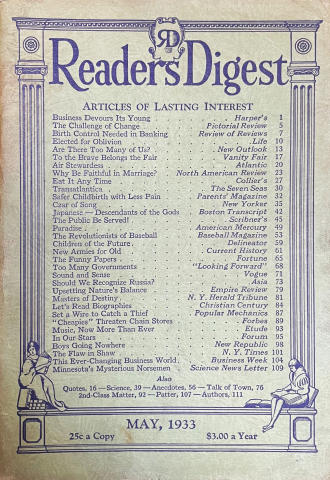 RD
Reader's Digest
ARTICLES OF LASTING INTEREST
Business Devours Its Young . . . Harper's 1
The Challenge of Change . . . Pictorial Review 5
Birth Control Needed in Banking . . . Review of Reviews 7
Elected for Oblivion . . . Life 10
Are There Too Many of Us? . . . New Outlook 13
To the Brave Belongs the Fair . . . Vanity Fair 17
Air Stewardess . . . Atlantic 20
Why Be Faithful in Marriage? . . . North American Review 23
Eat It Any Time . . . Collier's 27
Transatlantica . . . The Seven Seas 30
Safer Childbirth with Less Pain . . . Parents' Magazine 32
Czar of Song . . . New Yorker 35
Japanese—Descendants of the Gods . . . Boston Transcript 42
The Public Be Served! . . . Scribner's 45
Paradise . . . American Mercury 49
The Revolutionists of Baseball . . . Baseball Magazine 53
Children of the Future . . . Delineator 59
New Armies for Old . . . Current History 61
The Funny Papers . . . Fortune 65
Too Many Governments . . . "Looking Forward" 68
Sound and Sense . . . Vogue 71
Should We Recognize Russia? . . . Asia 73
Upsetting Nature's Balance . . . Empire Review 79
Masters of Destiny . . . N. Y. Herald Tribune 81
Let's Read Biographies . . . Christian Century 84
Set a Wire to Catch a Thief . . . Popular Mechanics 87
"Cheapies" Threaten Chain Stores . . . Forbes 89
Music, Now More Than Ever . . . Etude 93
In Our Stars . . . Forum 95
Boys Going Nowhere . . . New Republic 98
The Flaw in Shaw . . . N. Y. Times 101
This Ever-Changing Business World . . . Business Week 104
Minnesota's Mysterious Norsemen . . . Science News Letter 109
Also
Quotes, 16—Science, 39—Anecdotes, 56—Talk of Town, 76
2nd-Class Matter, 92—Patter, 107—Authors, 111
MAY, 1933
25c a Copy $3.00 a Year